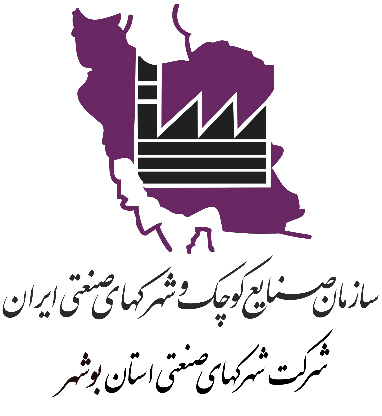 سازمان صنایع کوچک و شهرکهای صنعتی ایران
شرکت شهرکهای صنعتی استان بوشهر